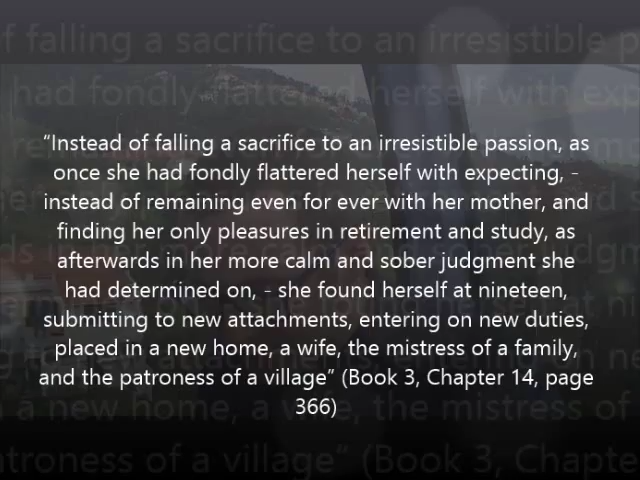 “Instead of falling a sacrifice to an irresistible passion, as
once she had fondly flattered herself with expecting, -
instead of remaining even for ever with her mother, and
finding her only pleasures in retirement and study, as
afterwards in her more calm and sober judgment she
had determined on, - she found herself at nineteen,
submitting to new attachments, entering on new duties,
placed in a new home, a wife, the mistress of a family,
and the patroness of a village” (Book 3, Chapter 14, page
366)